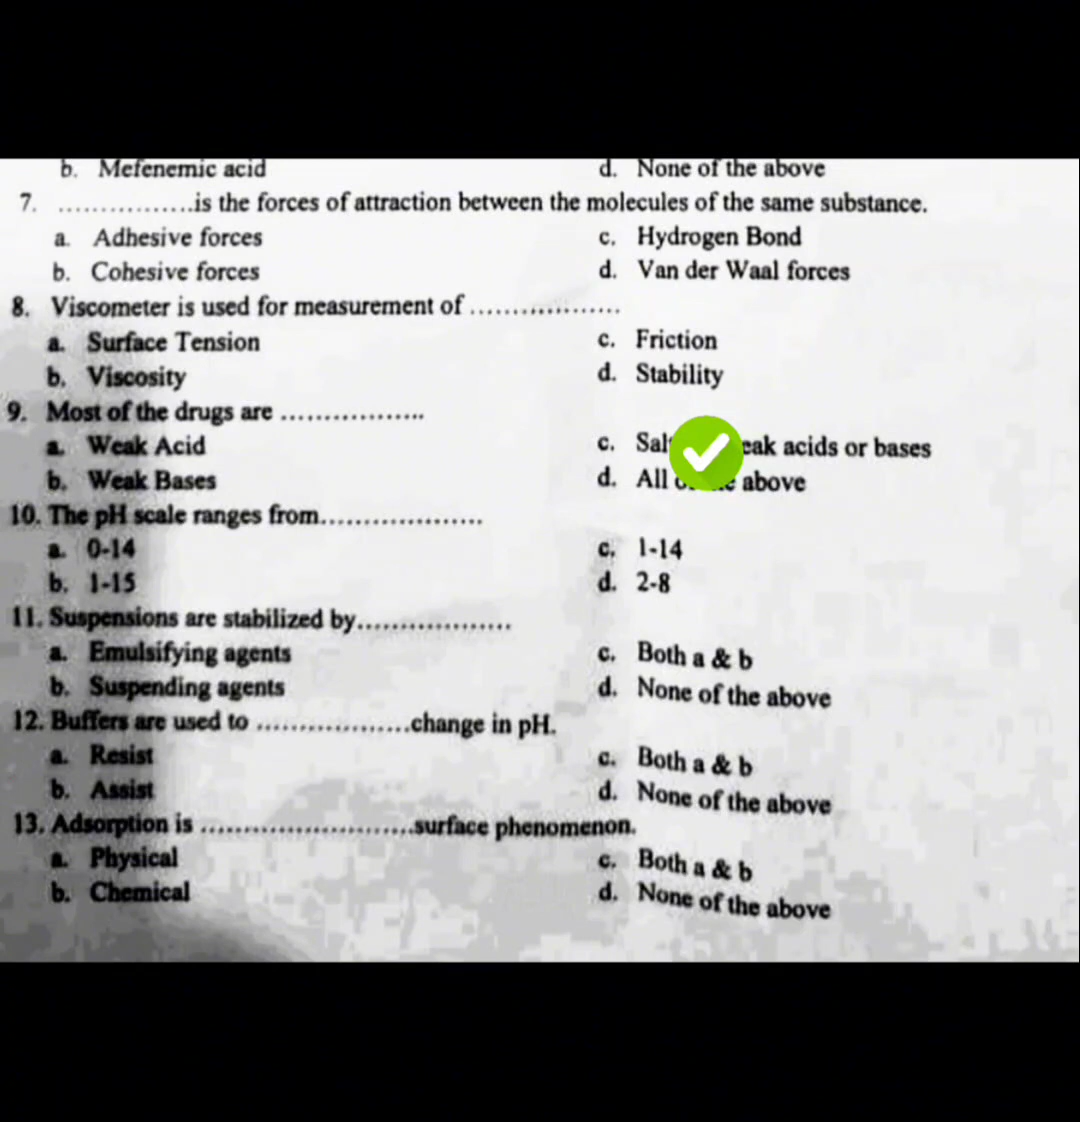 b. Mefenemic acid d. None of the above
7. ................is the forces of attraction between the molecules of the same substance.
a. Adhesive forces c. Hydrogen Bond
b. Cohesive forces d. Van der Waal forces
8. Viscometer is used for measurement of ..................
a. Surface Tension c. Friction
b. Viscosity d. Stability
9. Most of the drugs are .................
a. Weak Acid c. acids or bases
b. Weak Bases d. All above
10. The pH scale ranges from...................
a. 0-14 c. 1-14
b. 1-15 d. 2-8
11. Suspensions are stabilized by..................
a. Emulsifying agents c. Both a & b
b. Suspending agents d. None of the above
12. Buffers are used to ..................change in pH.
a. Resist c. Both a & b
b. Assist d. None of the above
13. Adsorption is .........................surface phenomenon.
a. Physical c. Both a & b
b. Chemical d. None of the above